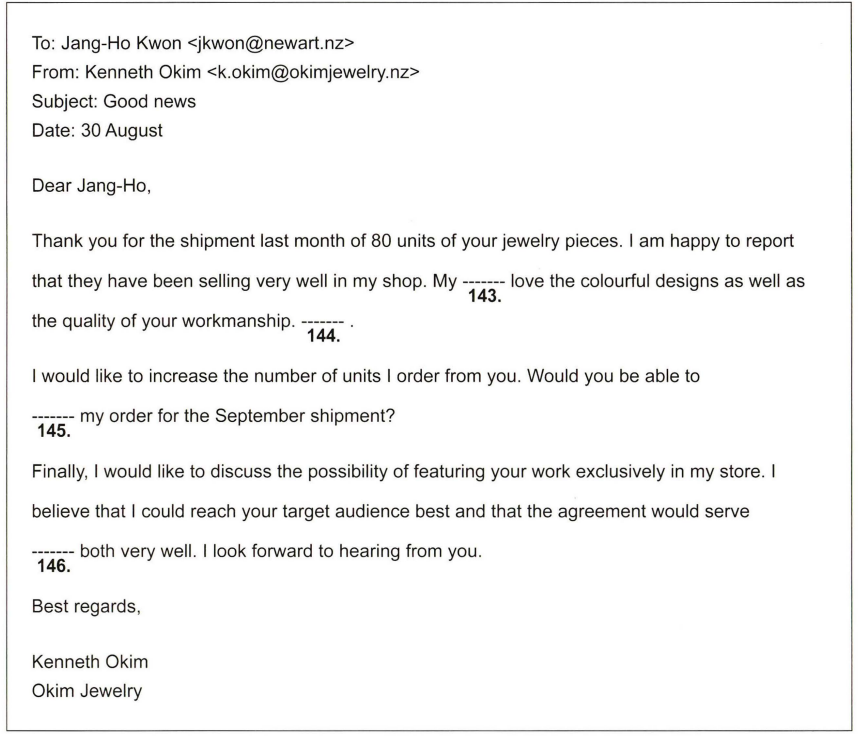 To: Jang-Ho Kwon <jkwon@newart.nz>
From: Kenneth Okim <k.okim@okimjewelry.nz>
Subject: Good news
Date: 30 August
Dear Jang-Ho,
Thank you for the shipment last month of 80 units of your jewelry pieces. I am happy to report
that they have been selling very well in my shop. My ------- love the colourful designs as well as
143.
the quality of your workmanship. ------- .
144.
I would like to increase the number of units I order from you. Would you be able to
------- my order for the September shipment?
145.
Finally, I would like to discuss the possibility of featuring your work exclusively in my store. I
believe that I could reach your target audience best and that the agreement would serve
------- both very well. I look forward to hearing from you.
146.
Best regards,
Kenneth Okim
Okim Jewelry